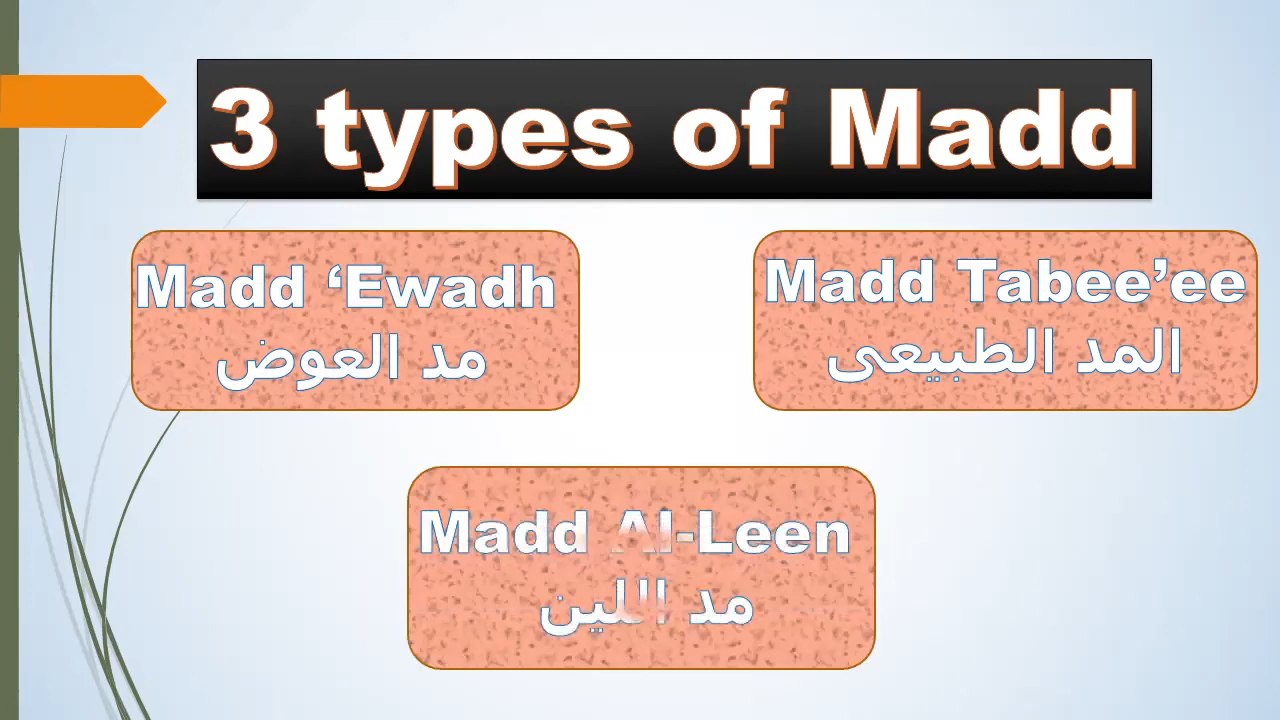 3 types of Madd
Madd ‘Ewadh
مد العوض
Madd Tabee’ee
المد الطبيعى
Madd Al-Leen
مد اللين